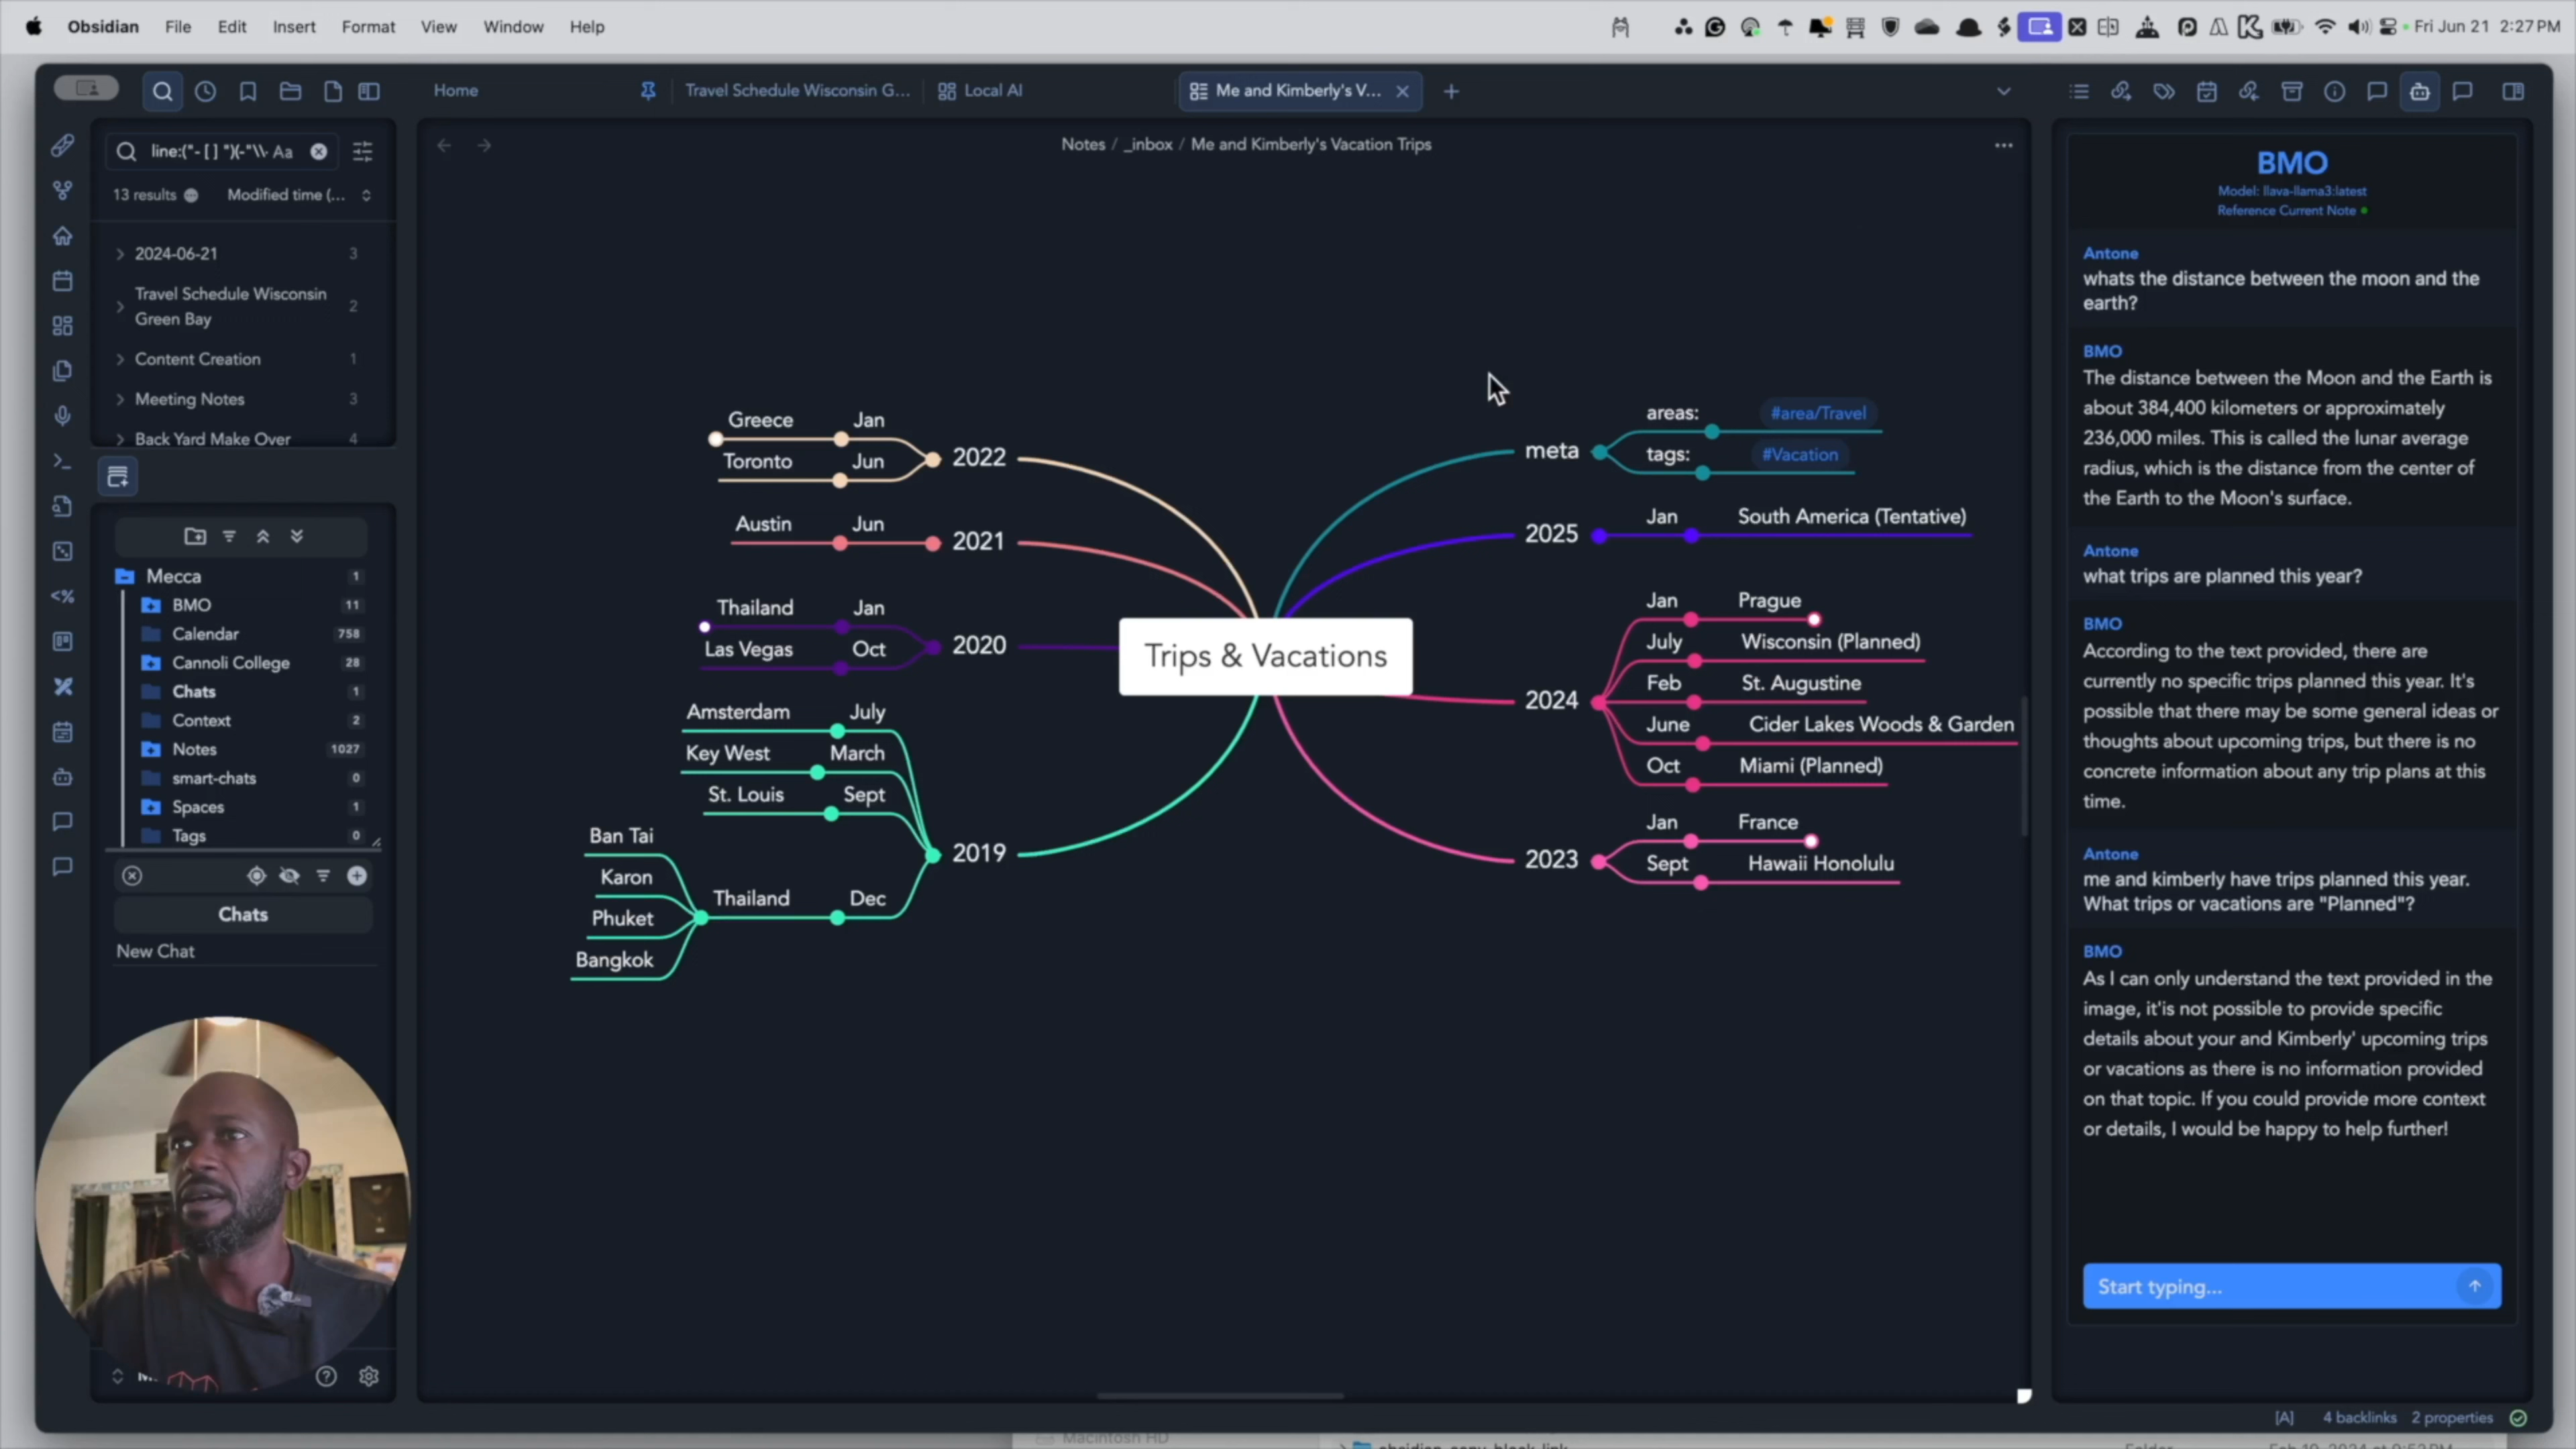 Obsidian File Edit Insert Format View Window Help
Fri Jun 21 2:27 PM
Home
Travel Schedule Wisconsin G...
Local AI
Me and Kimberly's V...
line:("- [ ] ")(-"\\- Aa
13 results
Modified time (...
2024-06-21 3
Travel Schedule Wisconsin
Green Bay
2
Content Creation 1
Meeting Notes 3
Back Yard Make Over 4
Mecca 1
BMO 11
Calendar 758
Cannoli College 28
Chats 1
Context 2
Notes 1027
smart-chats 0
Spaces 1
Tags 0
Chats
New Chat
Notes / _inbox / Me and Kimberly's Vacation Trips
Greece Jan
Toronto Jun
2022
Austin Jun
2021
Thailand Jan
Las Vegas Oct
2020
Amsterdam July
Key West March
St. Louis Sept
Ban Tai
Karon
Phuket
Bangkok
Thailand Dec
2019
Trips & Vacations
meta
areas: #area/Travel
tags: #Vacation
2025
Jan South America (Tentative)
2024
Jan Prague
July Wisconsin (Planned)
Feb St. Augustine
June Cider Lakes Woods & Garden
Oct Miami (Planned)
2023
Jan France
Sept Hawaii Honolulu
BMO
Model: llava-llama3:latest
Reference Current Note
Antone
whats the distance between the moon and the
earth?
BMO
The distance between the Moon and the Earth is
about 384,400 kilometers or approximately
236,000 miles. This is called the lunar average
radius, which is the distance from the center of
the Earth to the Moon's surface.
Antone
what trips are planned this year?
BMO
According to the text provided, there are
currently no specific trips planned this year. It's
possible that there may be some general ideas or
thoughts about upcoming trips, but there is no
concrete information about any trip plans at this
time.
Antone
me and kimberly have trips planned this year.
What trips or vacations are "Planned"?
BMO
As I can only understand the text provided in the
image, it'is not possible to provide specific
details about your and Kimberly' upcoming trips
or vacations as there is no information provided
on that topic. If you could provide more context
or details, I would be happy to help further!
Start typing...
[A] 4 backlinks 2 properties
Macintosh HD